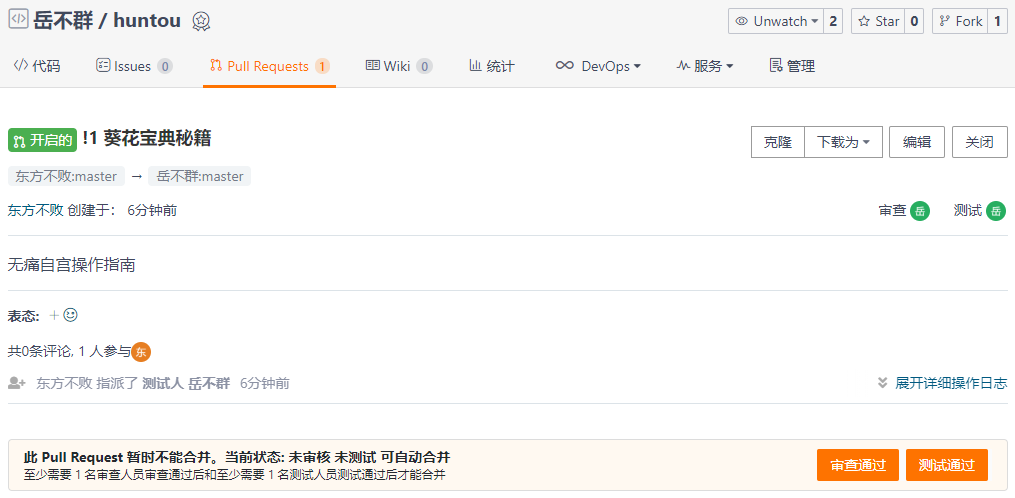 岳不群 / huntou
Unwatch 2 Star 0 Fork 1
代码 Issues 0 Pull Requests 1 Wiki 0 统计 DevOps 服务 管理
开启的 !1 葵花宝典秘籍
克隆 下载为 编辑 关闭
东方不败:master → 岳不群:master
东方不败 创建于： 6分钟前
审查 岳 测试 岳
无痛自宫操作指南
表态:
共0条评论, 1 人参与 东
东方不败 指派了 测试人 岳不群 6分钟前
展开详细操作日志
此 Pull Request 暂时不能合并。当前状态: 未审核 未测试 可自动合并
至少需要 1 名审查人员审查通过后和至少需要 1 名测试人员测试通过后才能合并
审查通过 测试通过